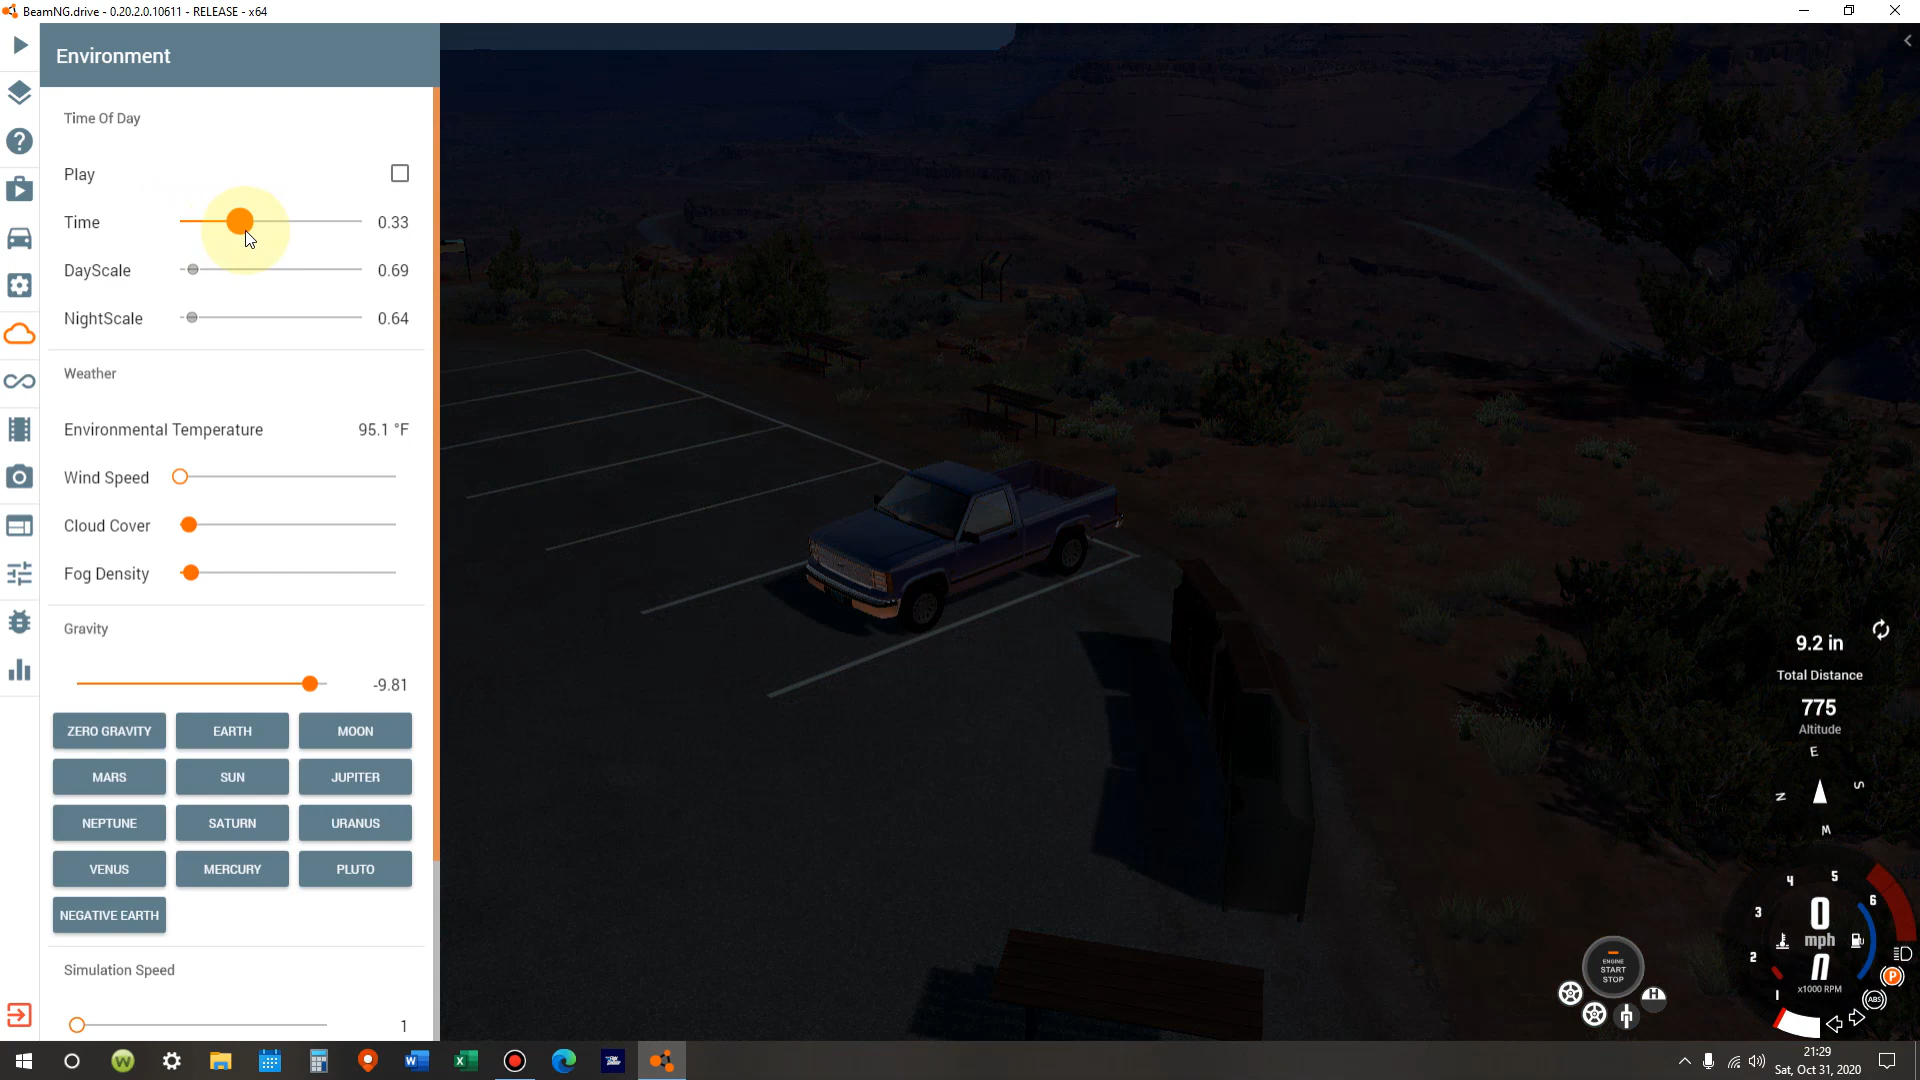 BeamNG.drive - 0.20.2.0.10611 - RELEASE - x64
Environment
Time Of Day
Play
Time 0.33
DayScale 0.69
NightScale 0.64
Weather
Environmental Temperature 95.1 °F
Wind Speed
Cloud Cover
Fog Density
Gravity
-9.81
ZERO GRAVITY EARTH MOON
MARS SUN JUPITER
NEPTUNE SATURN URANUS
VENUS MERCURY PLUTO
NEGATIVE EARTH
Simulation Speed
1
9.2 in
Total Distance
775
Altitude
E
N S
W
1 2 3 4 5 6
0
mph
n
x1000 RPM
P
ABS
ENGINE
START
STOP
H
W
W
X
21:29
Sat, Oct 31, 2020